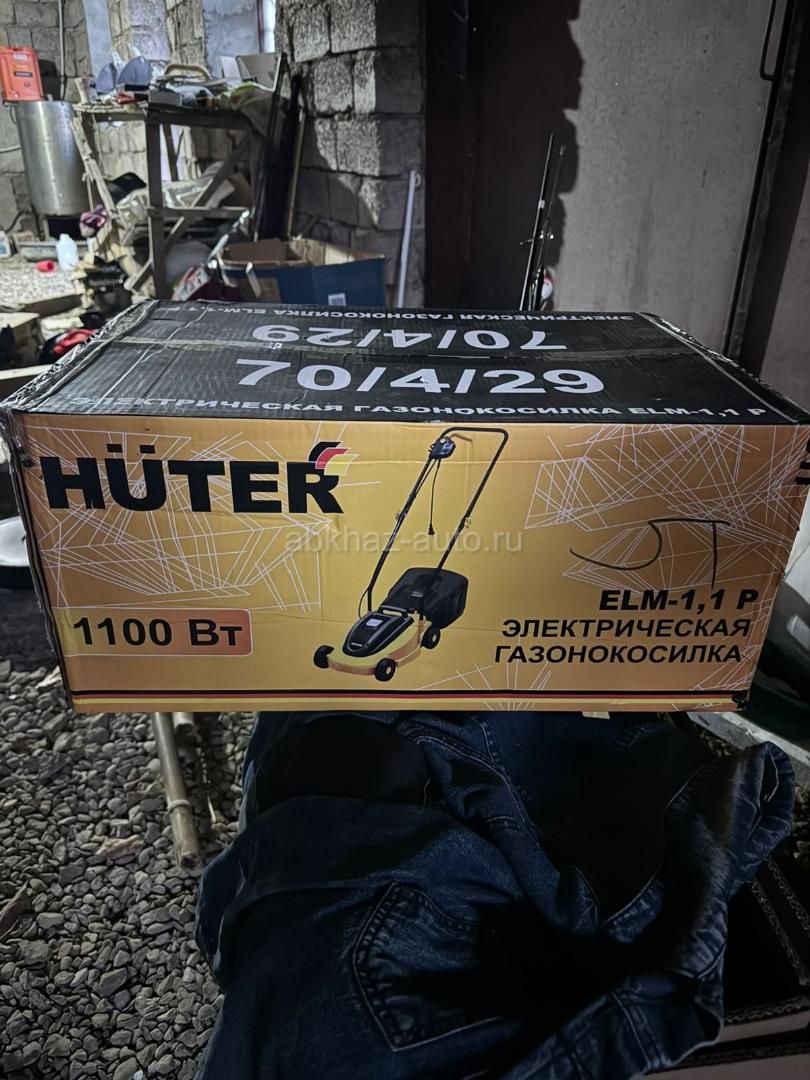 ЭЛЕКТРИЧЕСКАЯ ГАЗОНОКОСИЛКА ELM-1,1 P
70/4/29
70/4/29
ЭЛЕКТРИЧЕСКАЯ ГАЗОНОКОСИЛКА ELM-1,1 P
HÜTER
abkhaz-auto.ru
HÜTER
1100 Вт
ELM-1,1 P
ЭЛЕКТРИЧЕСКАЯ
ГАЗОНОКОСИЛКА